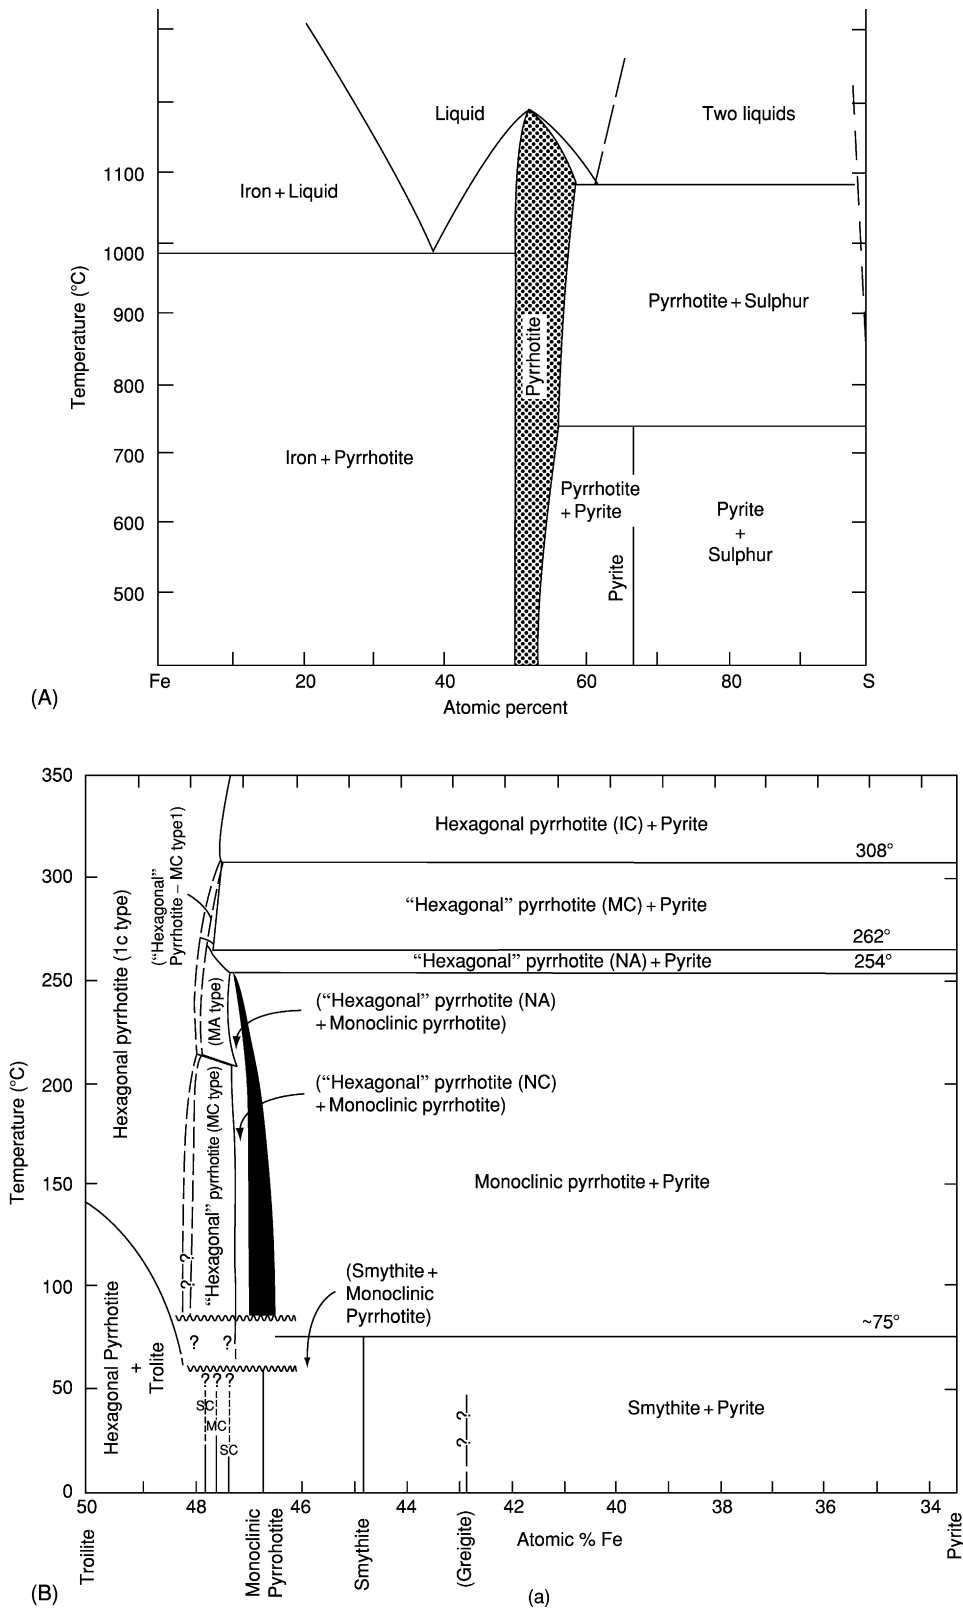 Liquid
Two liquids
1100
Iron + Liquid
1000
Pyrrhotite + Sulphur
900
Temperature (°C)
Pyrrhotite
800
700
Iron + Pyrrhotite
Pyrrhotite
+ Pyrite
Pyrite
+
Sulphur
600
Pyrite
500
Fe
20
40
60
80
S
Atomic percent
(A)
350
Hexagonal pyrrhotite (IC) + Pyrite
308°
("Hexagonal"
Pyrrhotite – MC type1)
300
"Hexagonal" pyrrhotite (MC) + Pyrite
262°
"Hexagonal" pyrrhotite (NA) + Pyrite
254°
250
Hexagonal pyrrhotite (1c type)
(MA type)
("Hexagonal" pyrrhotite (NA)
+ Monoclinic pyrrhotite)
200
("Hexagonal" pyrrhotite (NC)
+ Monoclinic pyrrhotite)
Temperature (°C)
"Hexagonal" pyrrhotite (MC type)
150
Monoclinic pyrrhotite + Pyrite
? ?
100
(Smythite +
Monoclinic
Pyrrhotite)
~75°
Hexagonal Pyrrhotite
+
Trolite
? ?
? ? ?
50
SC
MC
SC
?
?
Smythite + Pyrite
0
50
48
46
44
42
40
36
36
34
Atomic % Fe
Troilite
Monoclinic
Pyrrhotite
Smythite
(Greigite)
Pyrite
(B)
(a)